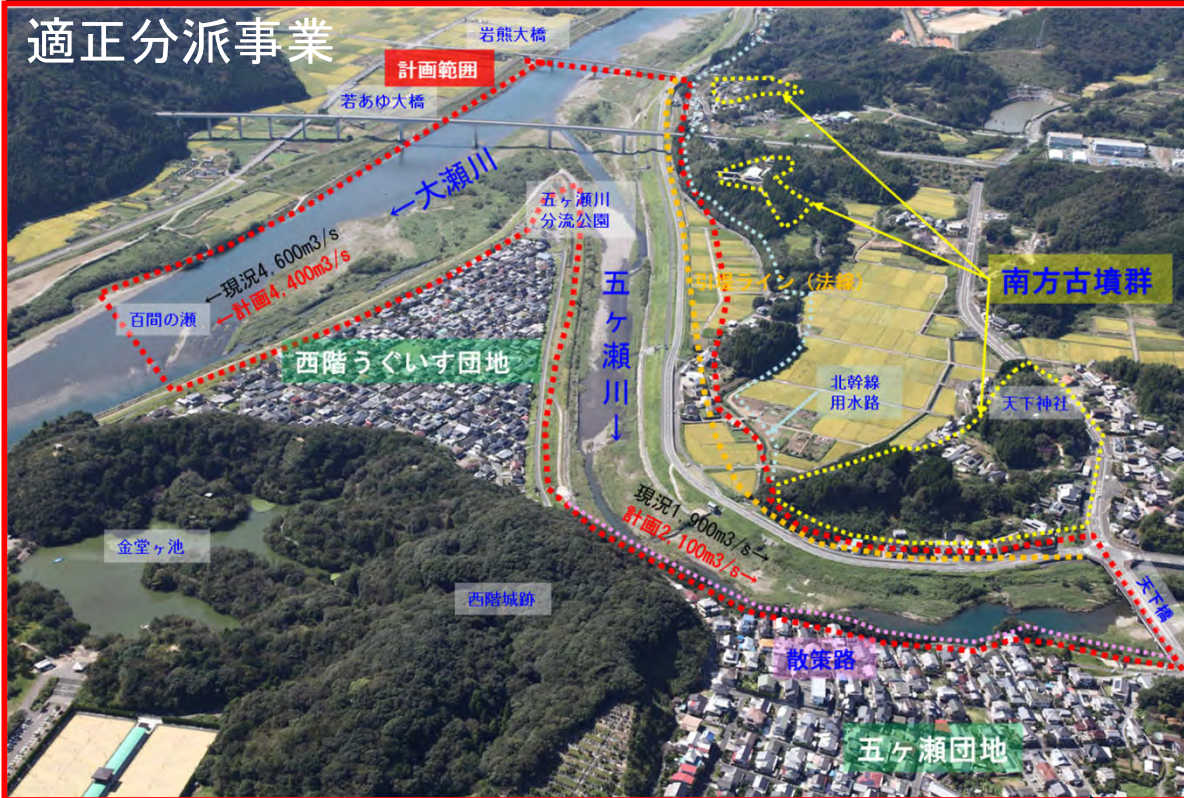 適正分派事業
岩熊大橋
計画範囲
若あゆ大橋
←大瀬川
五ヶ瀬川
分流公園
←現況4,600m3/s
←計画4,400m3/s
百間の瀬
西階うぐいす団地
五ヶ瀬川↓
引堤ライン（法線）
南方古墳群
北幹線
用水路
天下神社
現況1,900m3/s→
計画2,100m3/s→
金堂ヶ池
西階城跡
天下橋
散策路
五ヶ瀬団地